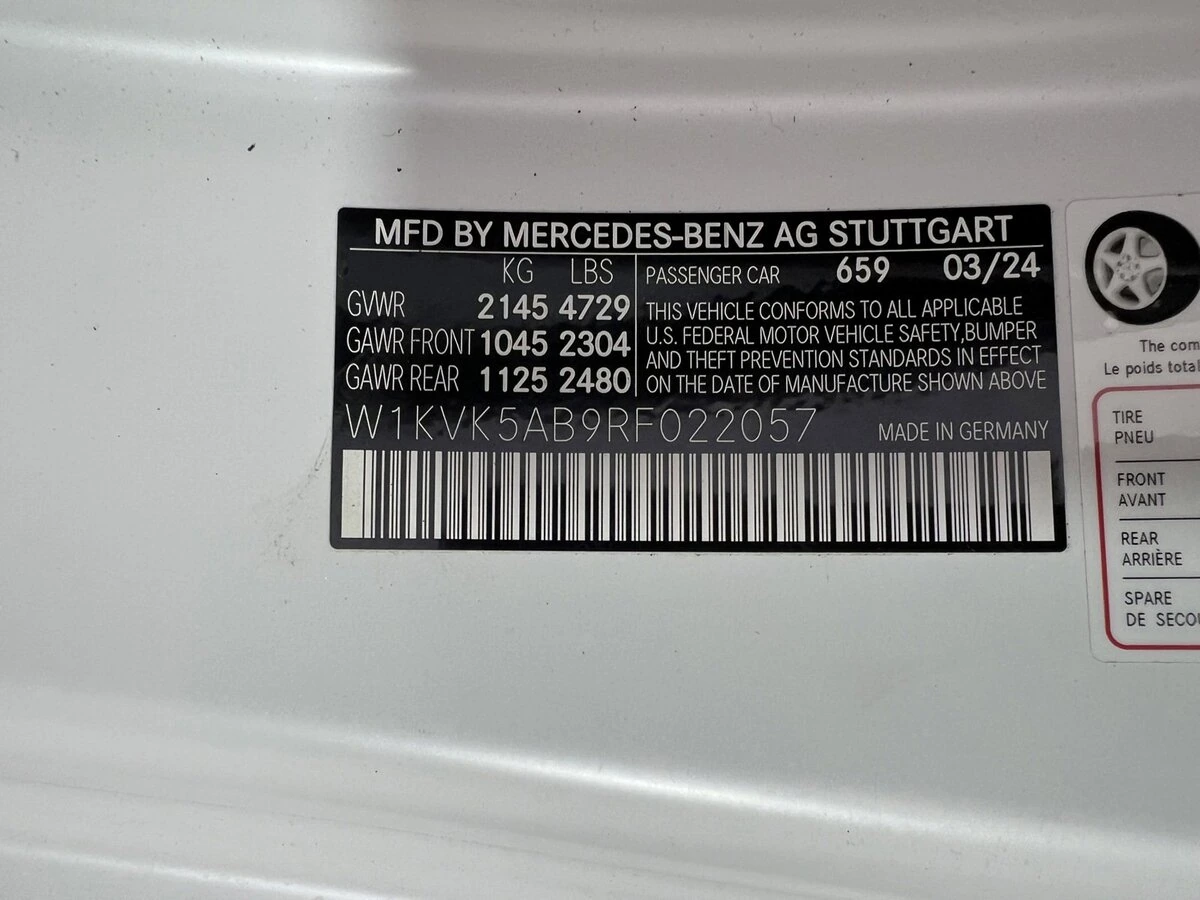 MFD BY MERCEDES-BENZ AG STUTTGART
KG LBS
GVWR 2145 4729
GAWR FRONT 1045 2304
GAWR REAR 1125 2480
PASSENGER CAR 659 03/24
THIS VEHICLE CONFORMS TO ALL APPLICABLE
U.S. FEDERAL MOTOR VEHICLE SAFETY, BUMPER
AND THEFT PREVENTION STANDARDS IN EFFECT
ON THE DATE OF MANUFACTURE SHOWN ABOVE
W1KVK5AB9RF022057
MADE IN GERMANY
The com
Le poids total
TIRE
PNEU
FRONT
AVANT
REAR
ARRIÈRE
SPARE
DE SECOU